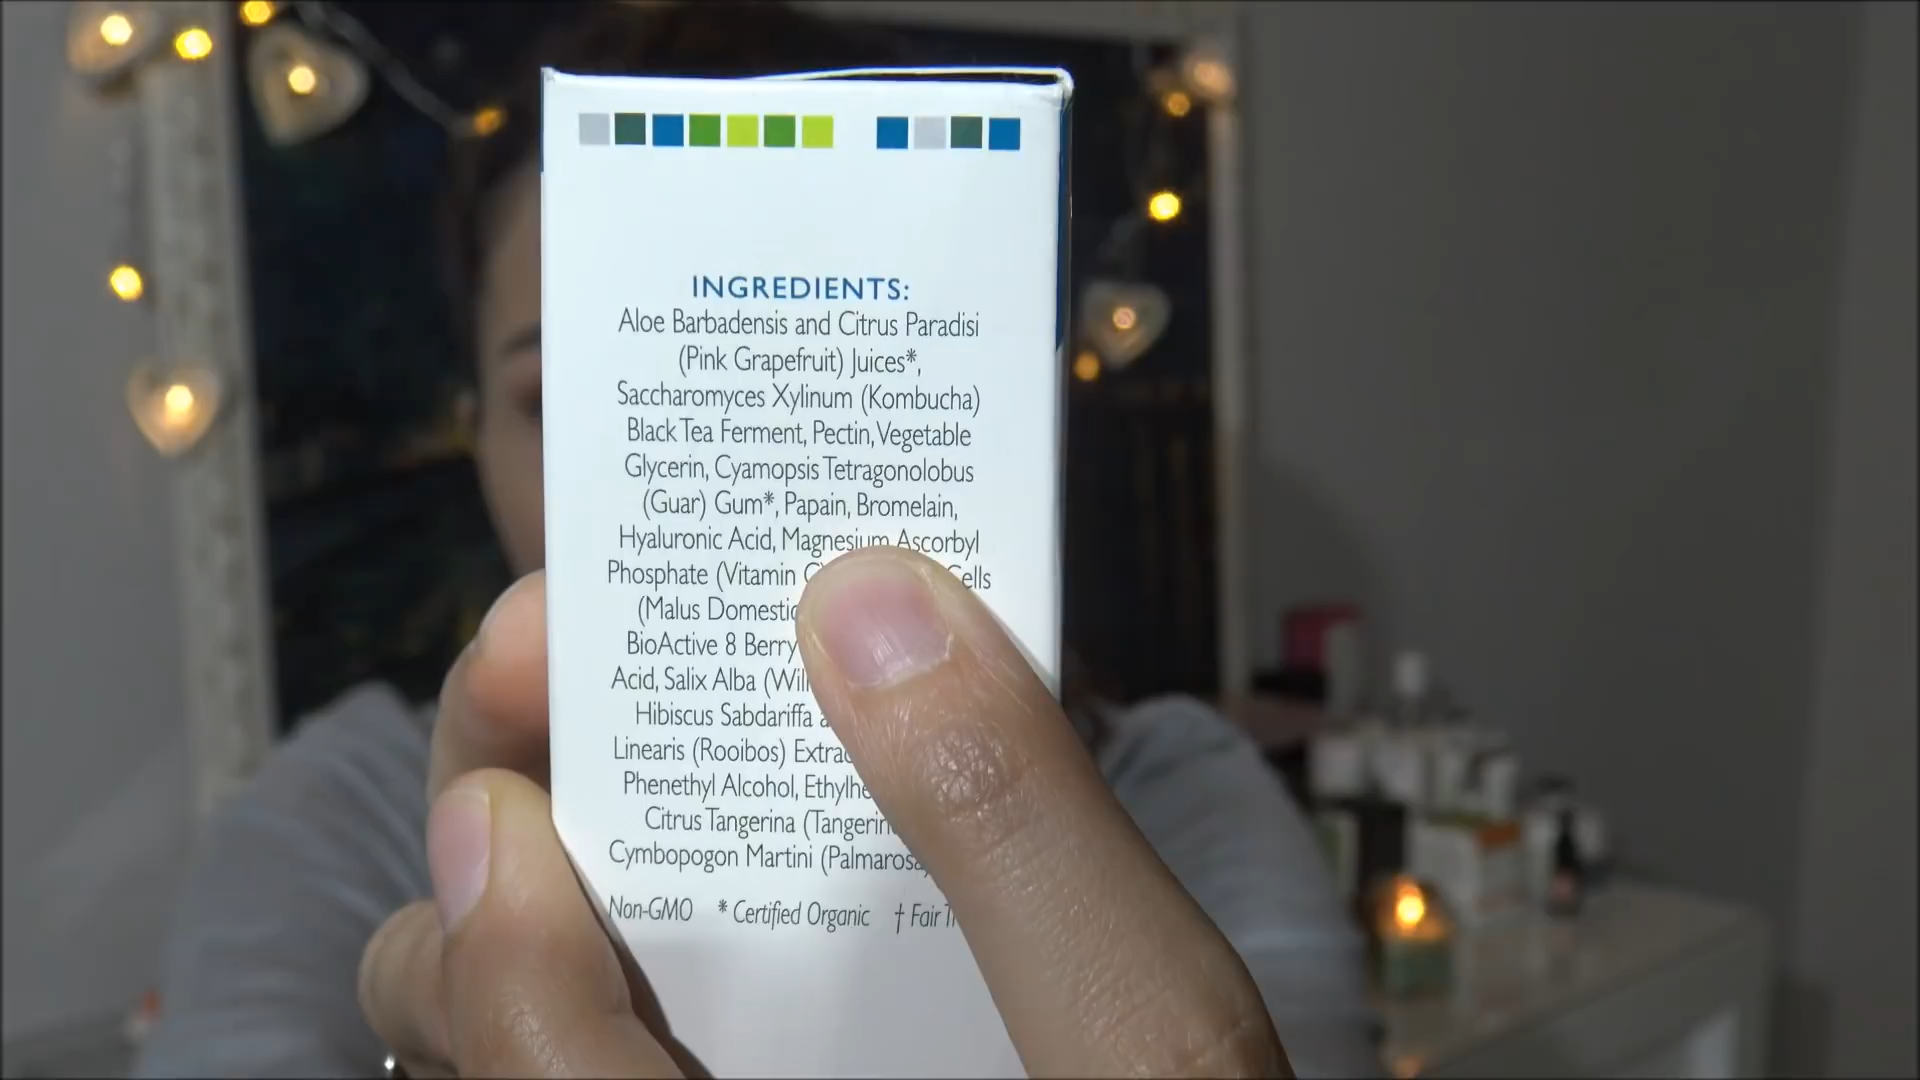 INGREDIENTS:
Aloe Barbadensis and Citrus Paradisi
(Pink Grapefruit) Juices*,
Saccharomyces Xylinum (Kombucha)
Black Tea Ferment, Pectin, Vegetable
Glycerin, Cyamopsis Tetragonolobus
(Guar) Gum*, Papain, Bromelain,
Hyaluronic Acid, Magnesium Ascorbyl
Phosphate (Vitamin
(Malus
BioActive 8 Berry
Acid, Salix Alba
Hibiscus Sabdariffa
Linearis (Rooibos)
Phenethyl Alcohol,
Citrus Tangerina
Cymbopogon Martini (Palmarosa)
Non-GMO * Certified Organic † Fair